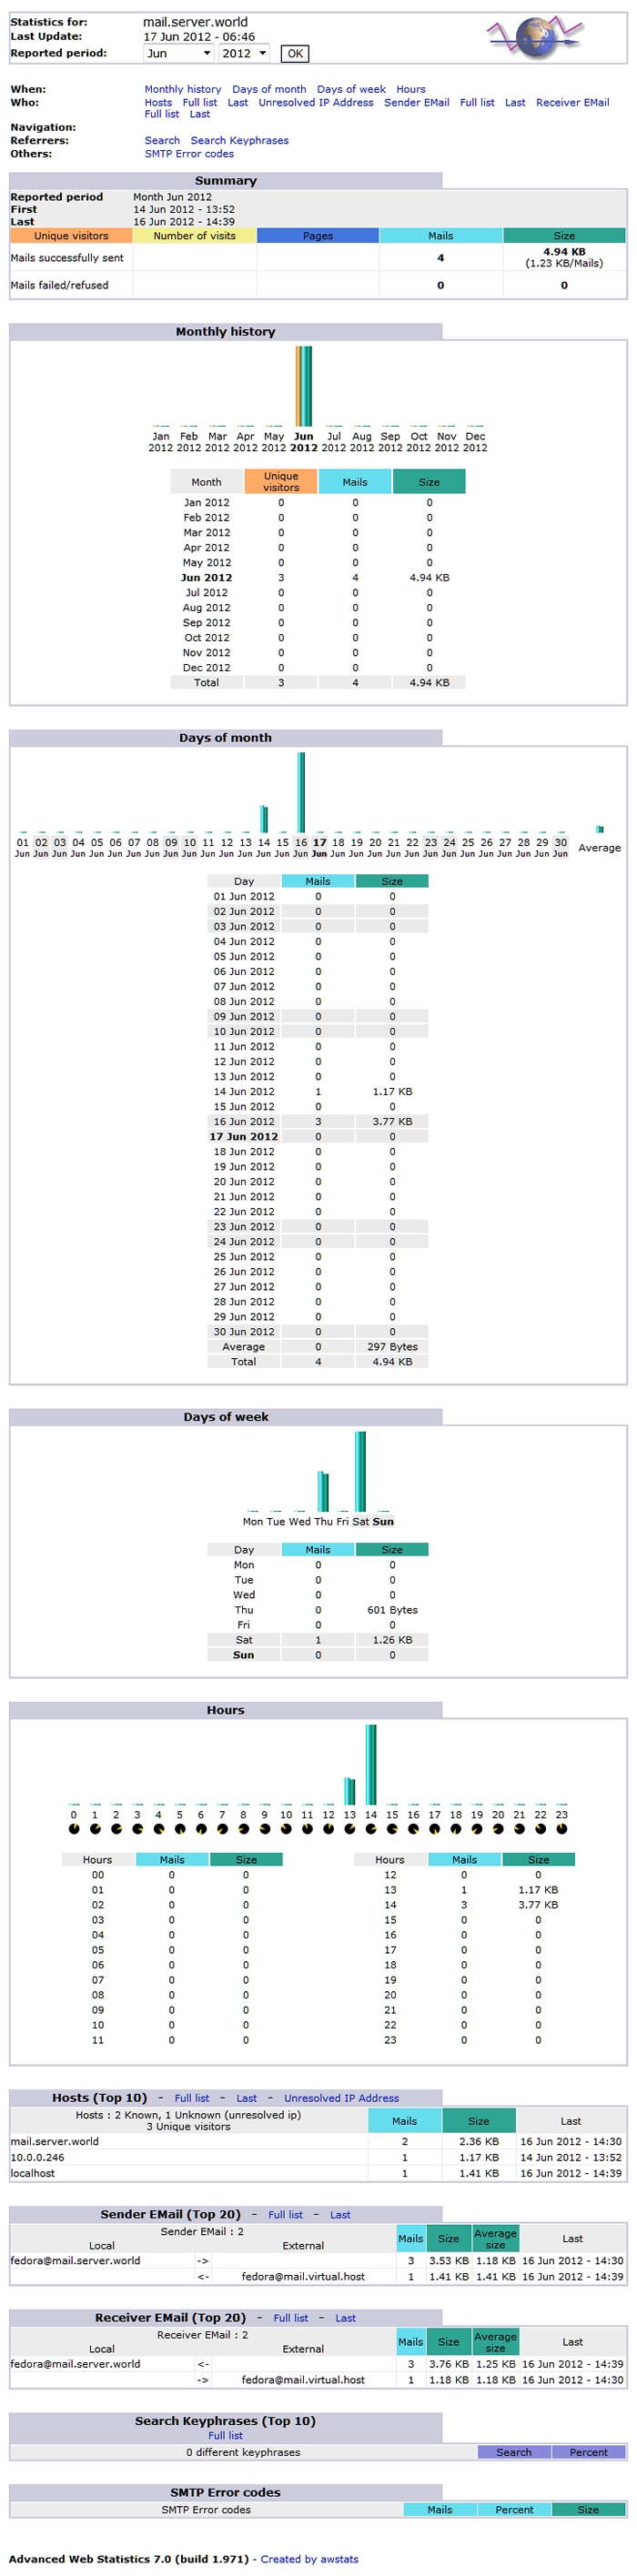 Statistics for: mail.server.world
Last Update: 17 Jun 2012 - 06:46
Reported period: Jun 2012 OK
When: Monthly history Days of month Days of week Hours
Who: Hosts Full list Last Unresolved IP Address Sender EMail Full list Last Receiver EMail
Full list Last
Navigation:
Referrers: Search Search Keyphrases
Others: SMTP Error codes
Summary
Reported period Month Jun 2012
First 14 Jun 2012 - 13:52
Last 16 Jun 2012 - 14:39
Unique visitors Number of visits Pages Mails Size
Mails successfully sent 4 4.94 KB
(1.23 KB/Mails)
Mails failed/refused 0 0
Monthly history
Jan Feb Mar Apr May Jun Jul Aug Sep Oct Nov Dec
2012 2012 2012 2012 2012 2012 2012 2012 2012 2012 2012 2012
Month Unique visitors Mails Size
Jan 2012 0 0 0
Feb 2012 0 0 0
Mar 2012 0 0 0
Apr 2012 0 0 0
May 2012 0 0 0
Jun 2012 3 4 4.94 KB
Jul 2012 0 0 0
Aug 2012 0 0 0
Sep 2012 0 0 0
Oct 2012 0 0 0
Nov 2012 0 0 0
Dec 2012 0 0 0
Total 3 4 4.94 KB
Days of month
01 02 03 04 05 06 07 08 09 10 11 12 13 14 15 16 17 18 19 20 21 22 23 24 25 26 27 28 29 30 Average
Jun Jun Jun Jun Jun Jun Jun Jun Jun Jun Jun Jun Jun Jun Jun Jun Jun Jun Jun Jun Jun Jun Jun Jun Jun Jun Jun Jun Jun Jun
Day Mails Size
01 Jun 2012 0 0
02 Jun 2012 0 0
03 Jun 2012 0 0
04 Jun 2012 0 0
05 Jun 2012 0 0
06 Jun 2012 0 0
07 Jun 2012 0 0
08 Jun 2012 0 0
09 Jun 2012 0 0
10 Jun 2012 0 0
11 Jun 2012 0 0
12 Jun 2012 0 0
13 Jun 2012 0 0
14 Jun 2012 1 1.17 KB
15 Jun 2012 0 0
16 Jun 2012 3 3.77 KB
17 Jun 2012 0 0
18 Jun 2012 0 0
19 Jun 2012 0 0
20 Jun 2012 0 0
21 Jun 2012 0 0
22 Jun 2012 0 0
23 Jun 2012 0 0
24 Jun 2012 0 0
25 Jun 2012 0 0
26 Jun 2012 0 0
27 Jun 2012 0 0
28 Jun 2012 0 0
29 Jun 2012 0 0
30 Jun 2012 0 0
Average 0 297 Bytes
Total 4 4.94 KB
Days of week
Mon Tue Wed Thu Fri Sat Sun
Day Mails Size
Mon 0 0
Tue 0 0
Wed 0 0
Thu 0 601 Bytes
Fri 0 0
Sat 1 1.26 KB
Sun 0 0
Hours
0 1 2 3 4 5 6 7 8 9 10 11 12 13 14 15 16 17 18 19 20 21 22 23
Hours Mails Size Hours Mails Size
00 0 0 12 0 0
01 0 0 13 1 1.17 KB
02 0 0 14 3 3.77 KB
03 0 0 15 0 0
04 0 0 16 0 0
05 0 0 17 0 0
06 0 0 18 0 0
07 0 0 19 0 0
08 0 0 20 0 0
09 0 0 21 0 0
10 0 0 22 0 0
11 0 0 23 0 0
Hosts (Top 10) - Full list - Last - Unresolved IP Address
Hosts : 2 Known, 1 Unknown (unresolved ip)
3 Unique visitors Mails Size Last
mail.server.world 2 2.36 KB 16 Jun 2012 - 14:30
10.0.0.246 1 1.17 KB 14 Jun 2012 - 13:52
localhost 1 1.41 KB 16 Jun 2012 - 14:39
Sender EMail (Top 20) - Full list - Last
Sender EMail : 2 Mails Size Average size Last
Local External
fedora@mail.server.world -> 3 3.53 KB 1.18 KB 16 Jun 2012 - 14:30
<- fedora@mail.virtual.host 1 1.41 KB 1.41 KB 16 Jun 2012 - 14:39
Receiver EMail (Top 20) - Full list - Last
Receiver EMail : 2 Mails Size Average size Last
Local External
fedora@mail.server.world <- 3 3.76 KB 1.25 KB 16 Jun 2012 - 14:39
-> fedora@mail.virtual.host 1 1.18 KB 1.18 KB 16 Jun 2012 - 14:30
Search Keyphrases (Top 10)
Full list
0 different keyphrases Search Percent
SMTP Error codes
SMTP Error codes Mails Percent Size
Advanced Web Statistics 7.0 (build 1.971) - Created by awstats